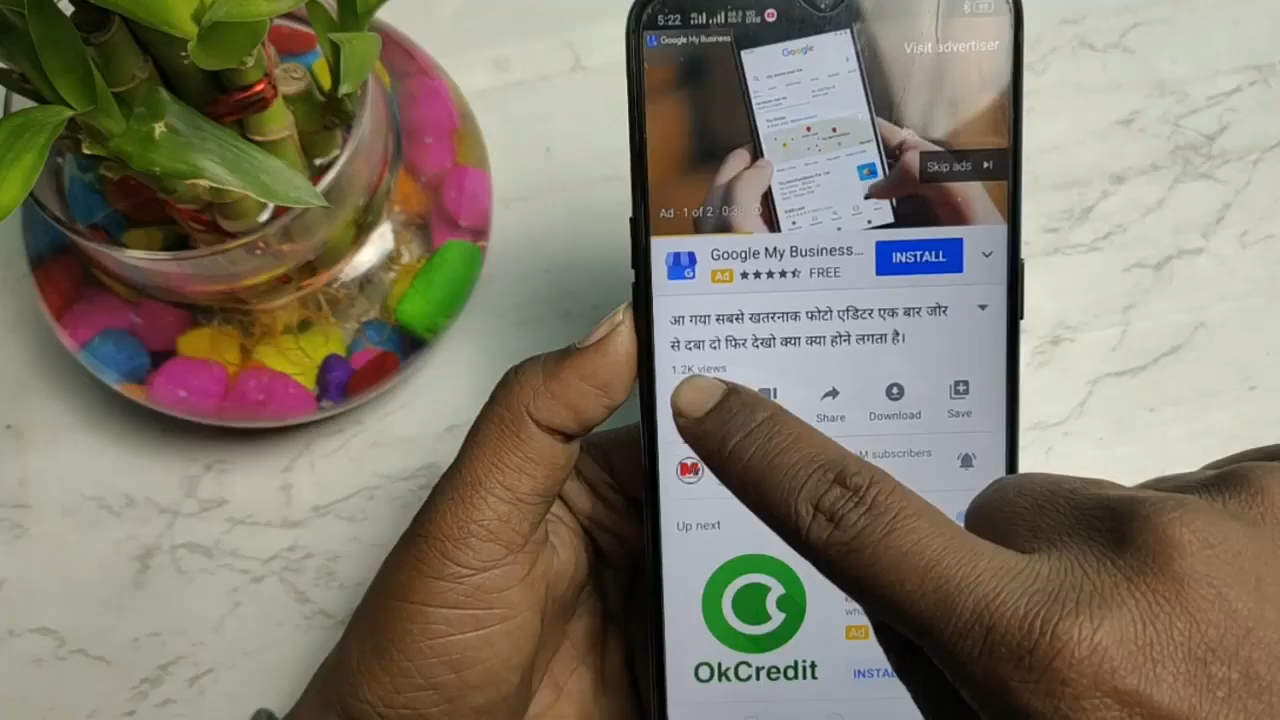 5:22
Google My Business
Visit advertiser
Google
Skip ads
Ad · 1 of 2 · 0:36
Google My Business...
INSTALL
Ad
FREE
आ गया सबसे खतरनाक फोटो एडिटर एक बार जोर
से दबा दो फिर देखो क्या क्या होने लगता है।
1.2K views
Share
Download
Save
M subscribers
Up next
Ad
OkCredit
INSTAL